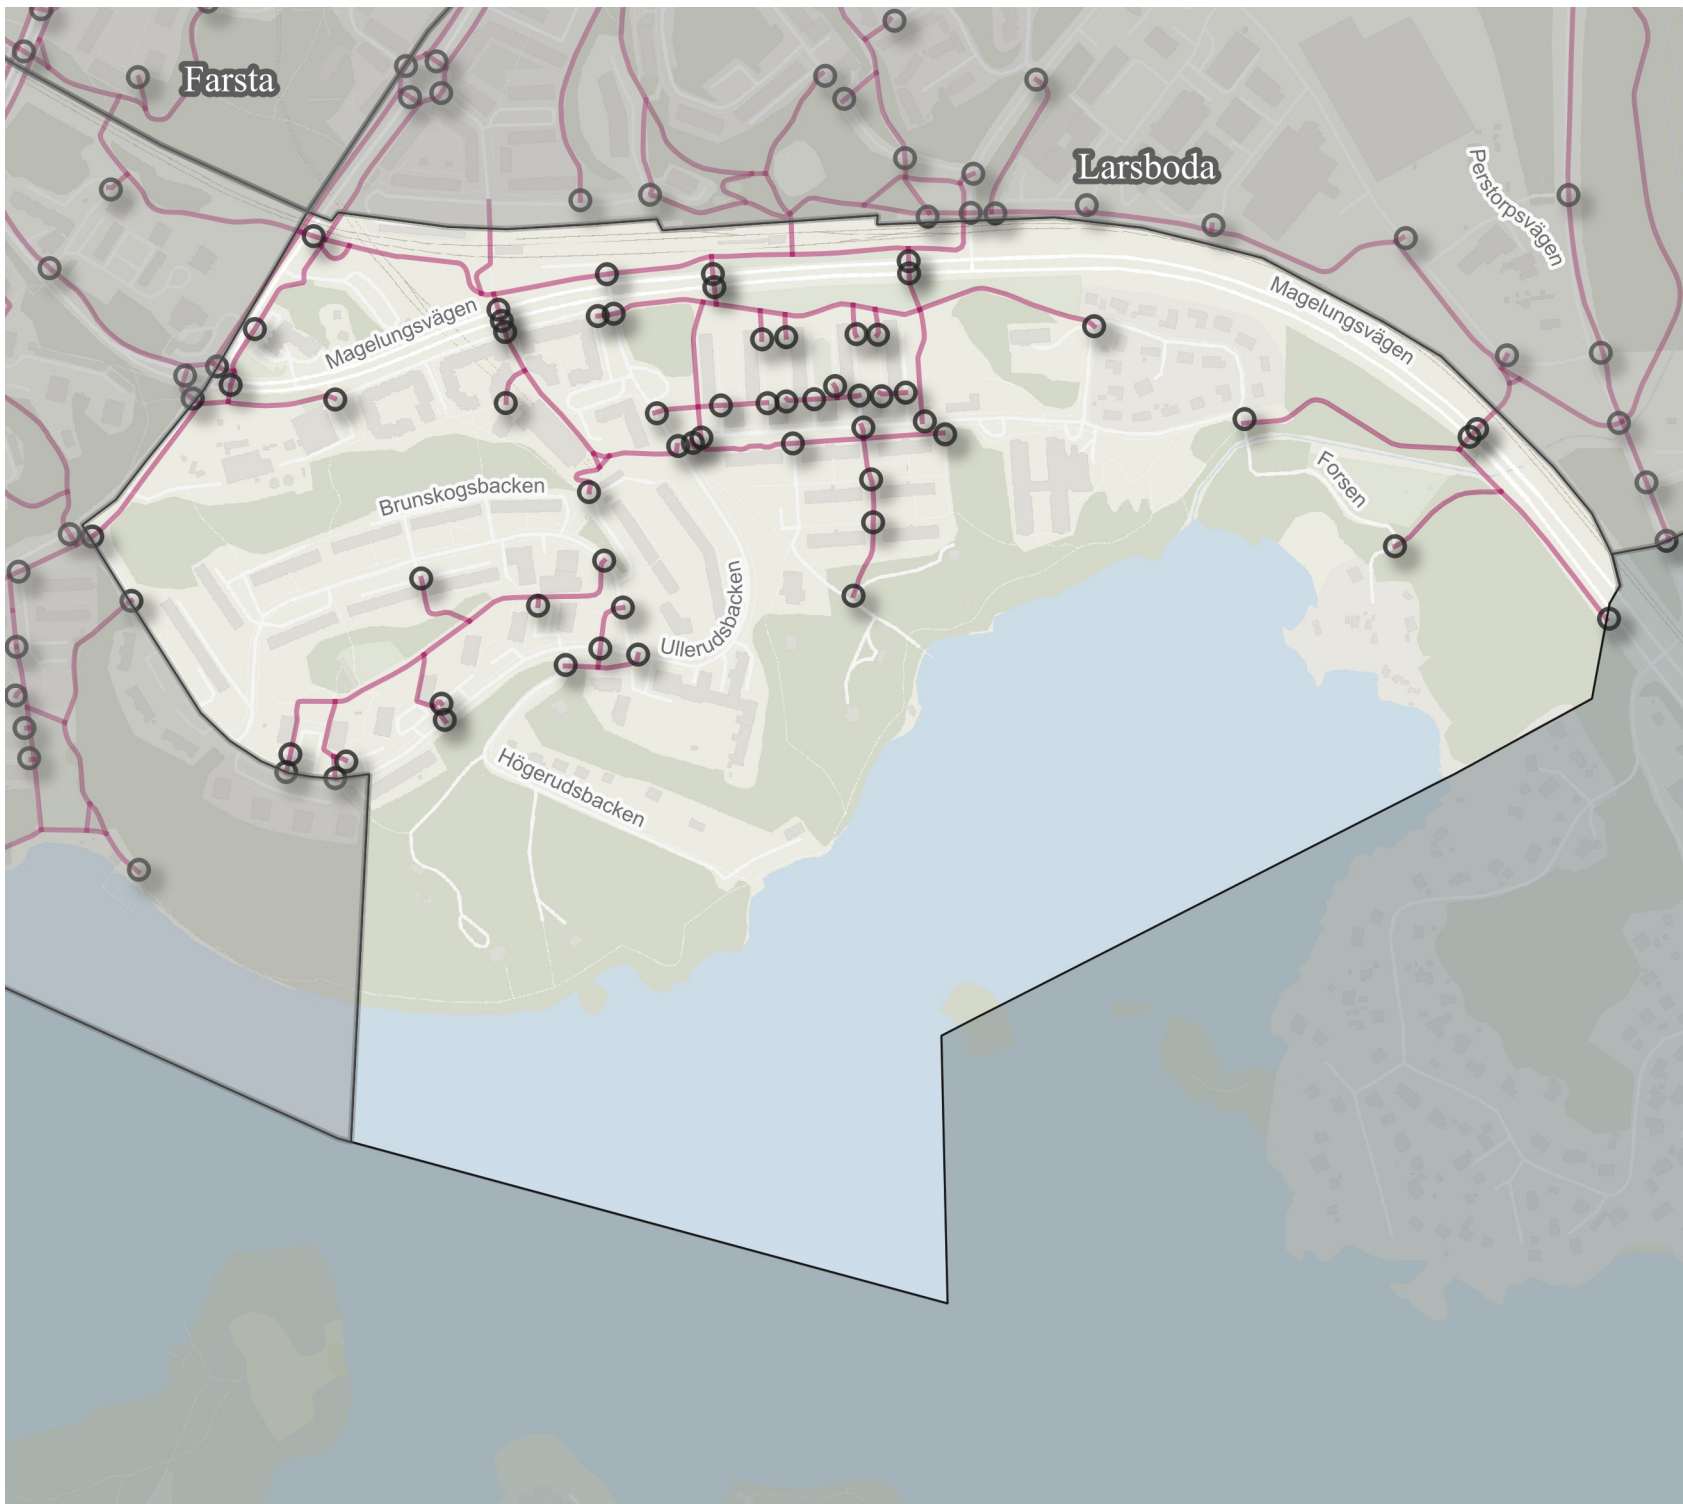 Farsta
Larsboda
Perstorpsvägen
Magelungsvägen
Magelungsvägen
Forsen
Brunskogsbacken
Ullerudsbacken
Högerudsbacken